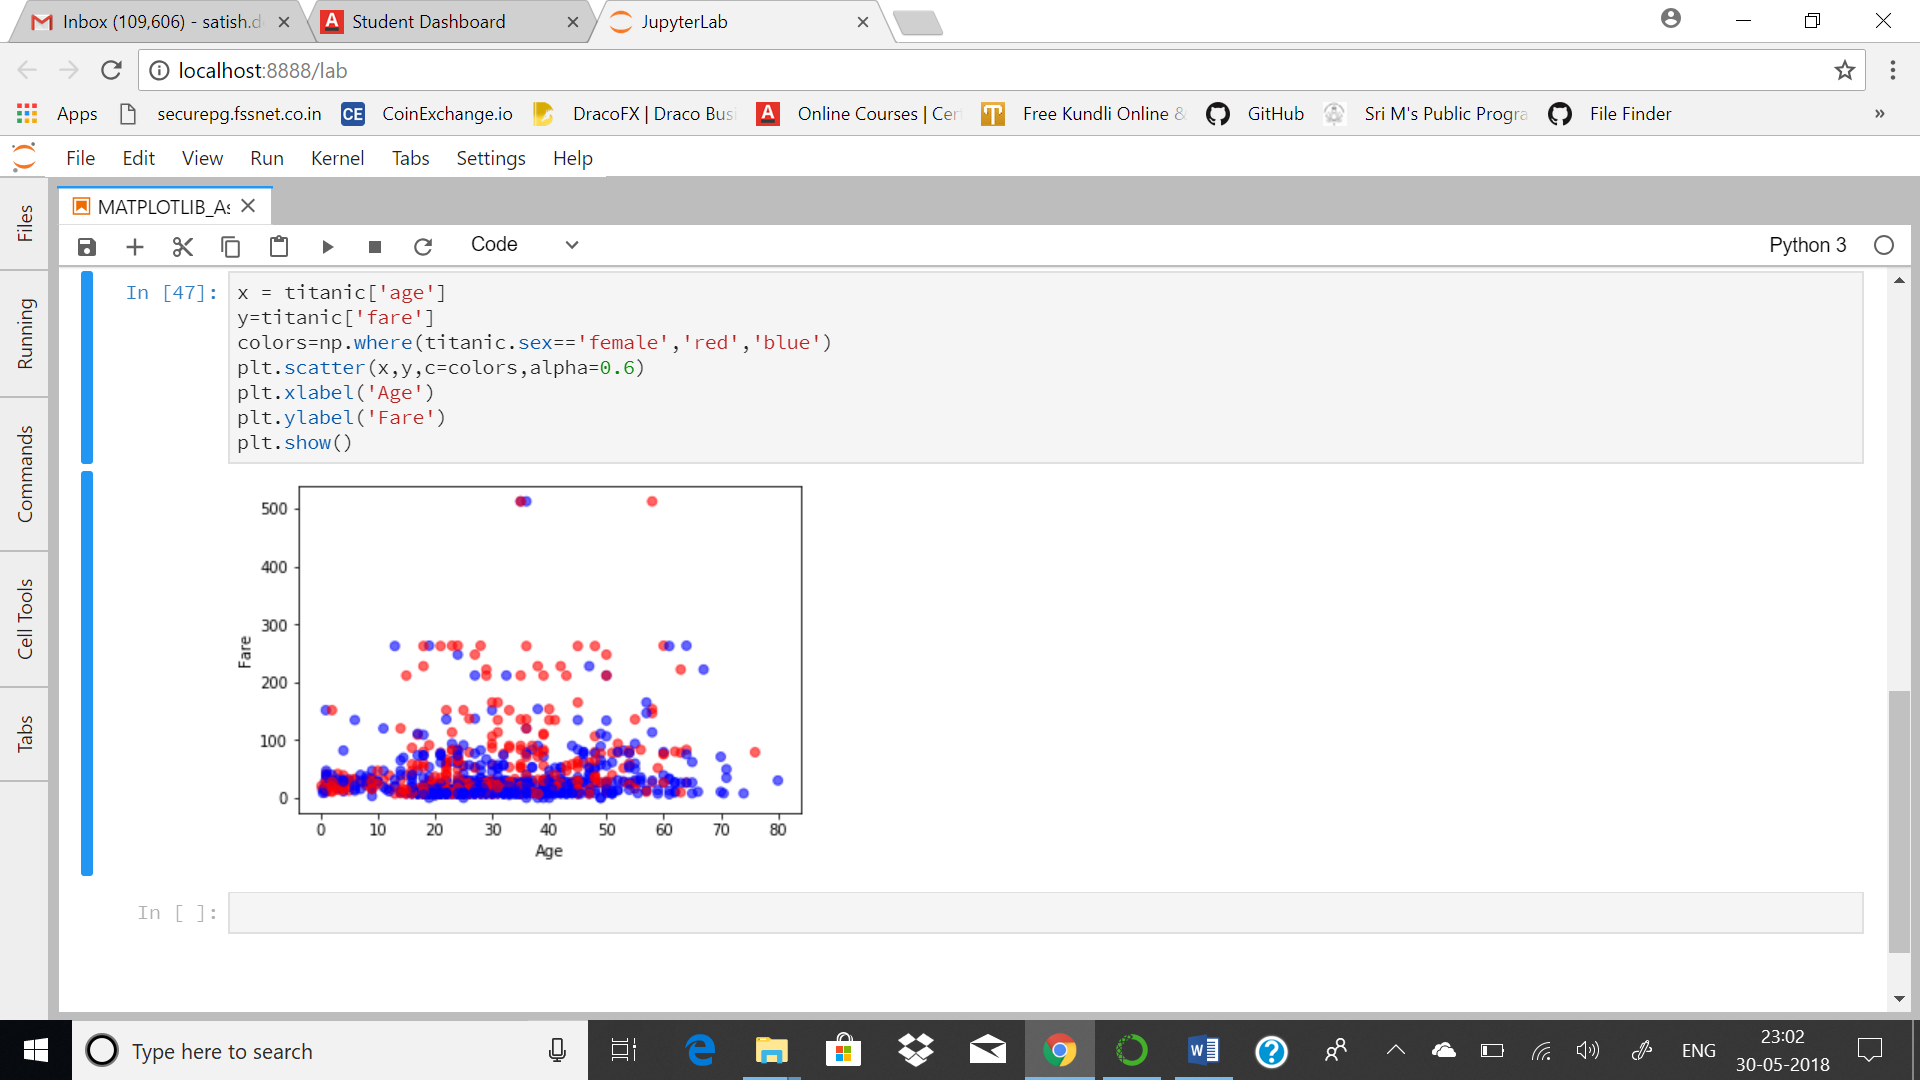 Inbox (109,606) - satish.d
Student Dashboard
JupyterLab
localhost:8888/lab
Apps
securepg.fssnet.co.in
CE
CoinExchange.io
DracoFX | Draco Busi
A
Online Courses | Cer
Free Kundli Online &
GitHub
Sri M's Public Progra
File Finder
»
File
Edit
View
Run
Kernel
Tabs
Settings
Help
MATPLOTLIB_As
Code
Python 3
Files
Running
Commands
Cell Tools
Tabs
In [47]:
x = titanic['age']
y=titanic['fare']
colors=np.where(titanic.sex=='female','red','blue')
plt.scatter(x,y,c=colors,alpha=0.6)
plt.xlabel('Age')
plt.ylabel('Fare')
plt.show()
500
400
300
200
100
0
Fare
0 10 20 30 40 50 60 70 80
Age
In [ ]:
Type here to search
ENG
23:02
30-05-2018